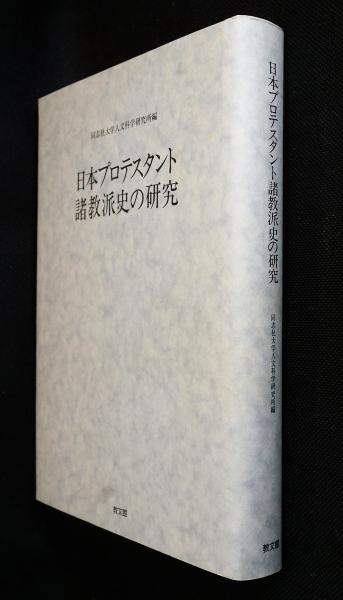 同志社大学人文科学研究所編
日本プロテスタント
諸教派史の研究
教文館
日本プロテスタント諸教派史の研究
同志社大学人文科学研究所編
教文館